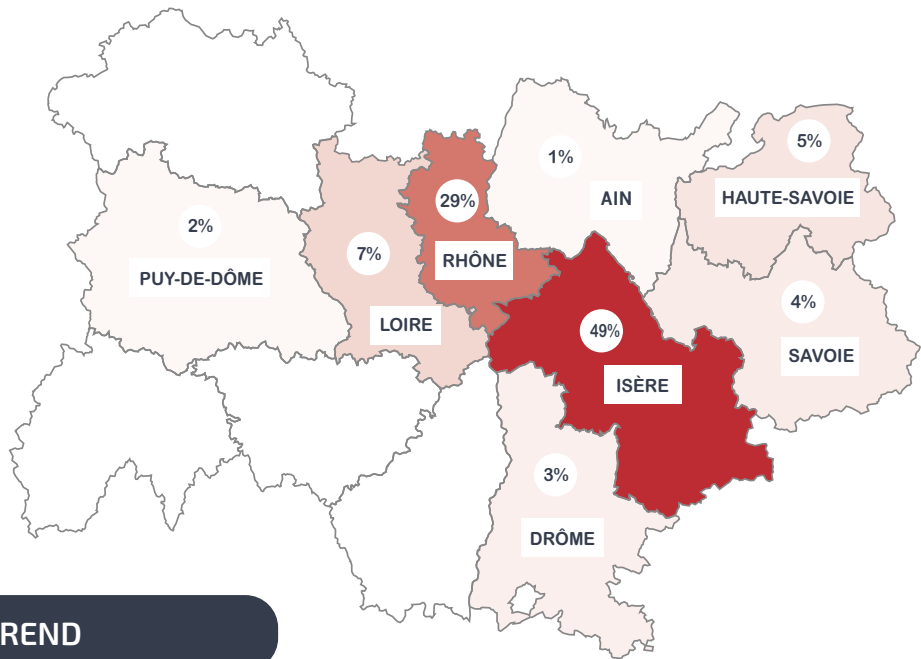 5%
HAUTE-SAVOIE
1%
AIN
29%
RHÔNE
2%
PUY-DE-DÔME
7%
LOIRE
4%
SAVOIE
49%
ISÈRE
3%
DRÔME
REND